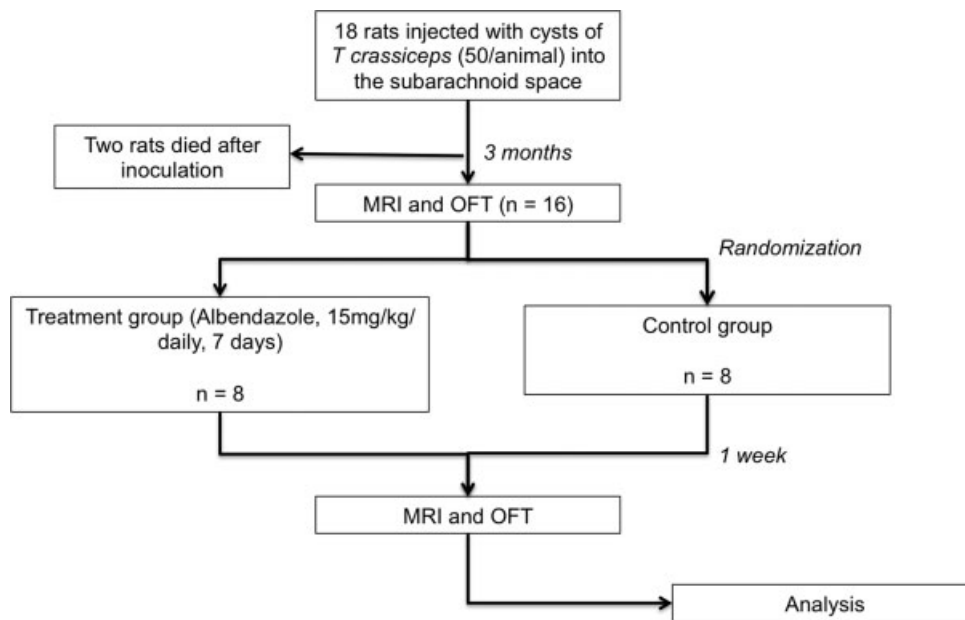 18 rats injected with cysts of
T crassiceps (50/animal) into
the subarachnoid space
Two rats died after
inoculation
3 months
MRI and OFT (n = 16)
Randomization
Treatment group (Albendazole, 15mg/kg/
daily, 7 days)
n = 8
Control group
n = 8
1 week
MRI and OFT
Analysis